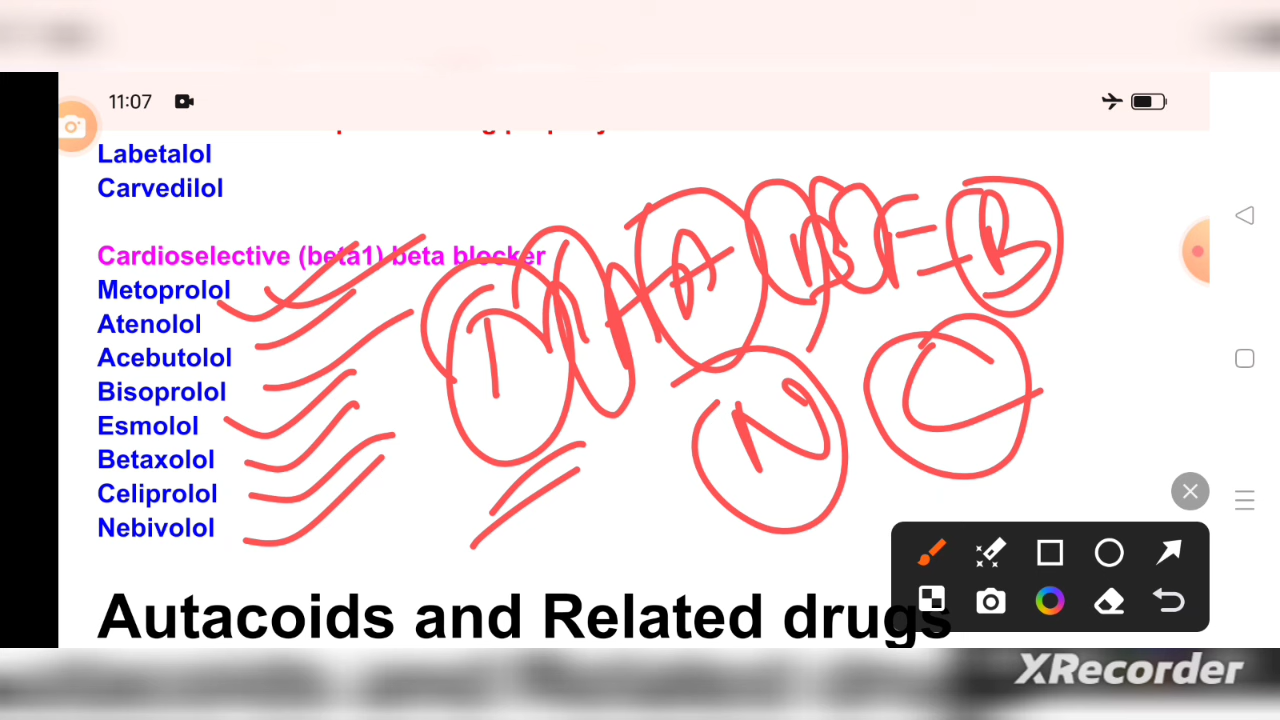 11:07
Labetalol
Carvedilol
Cardioselective (beta1) beta blocker
Metoprolol
Atenolol
Acebutolol
Bisoprolol
Esmolol
Betaxolol
Celiprolol
Nebivolol
A B
N C
Autacoids and Related drugs
XRecorder